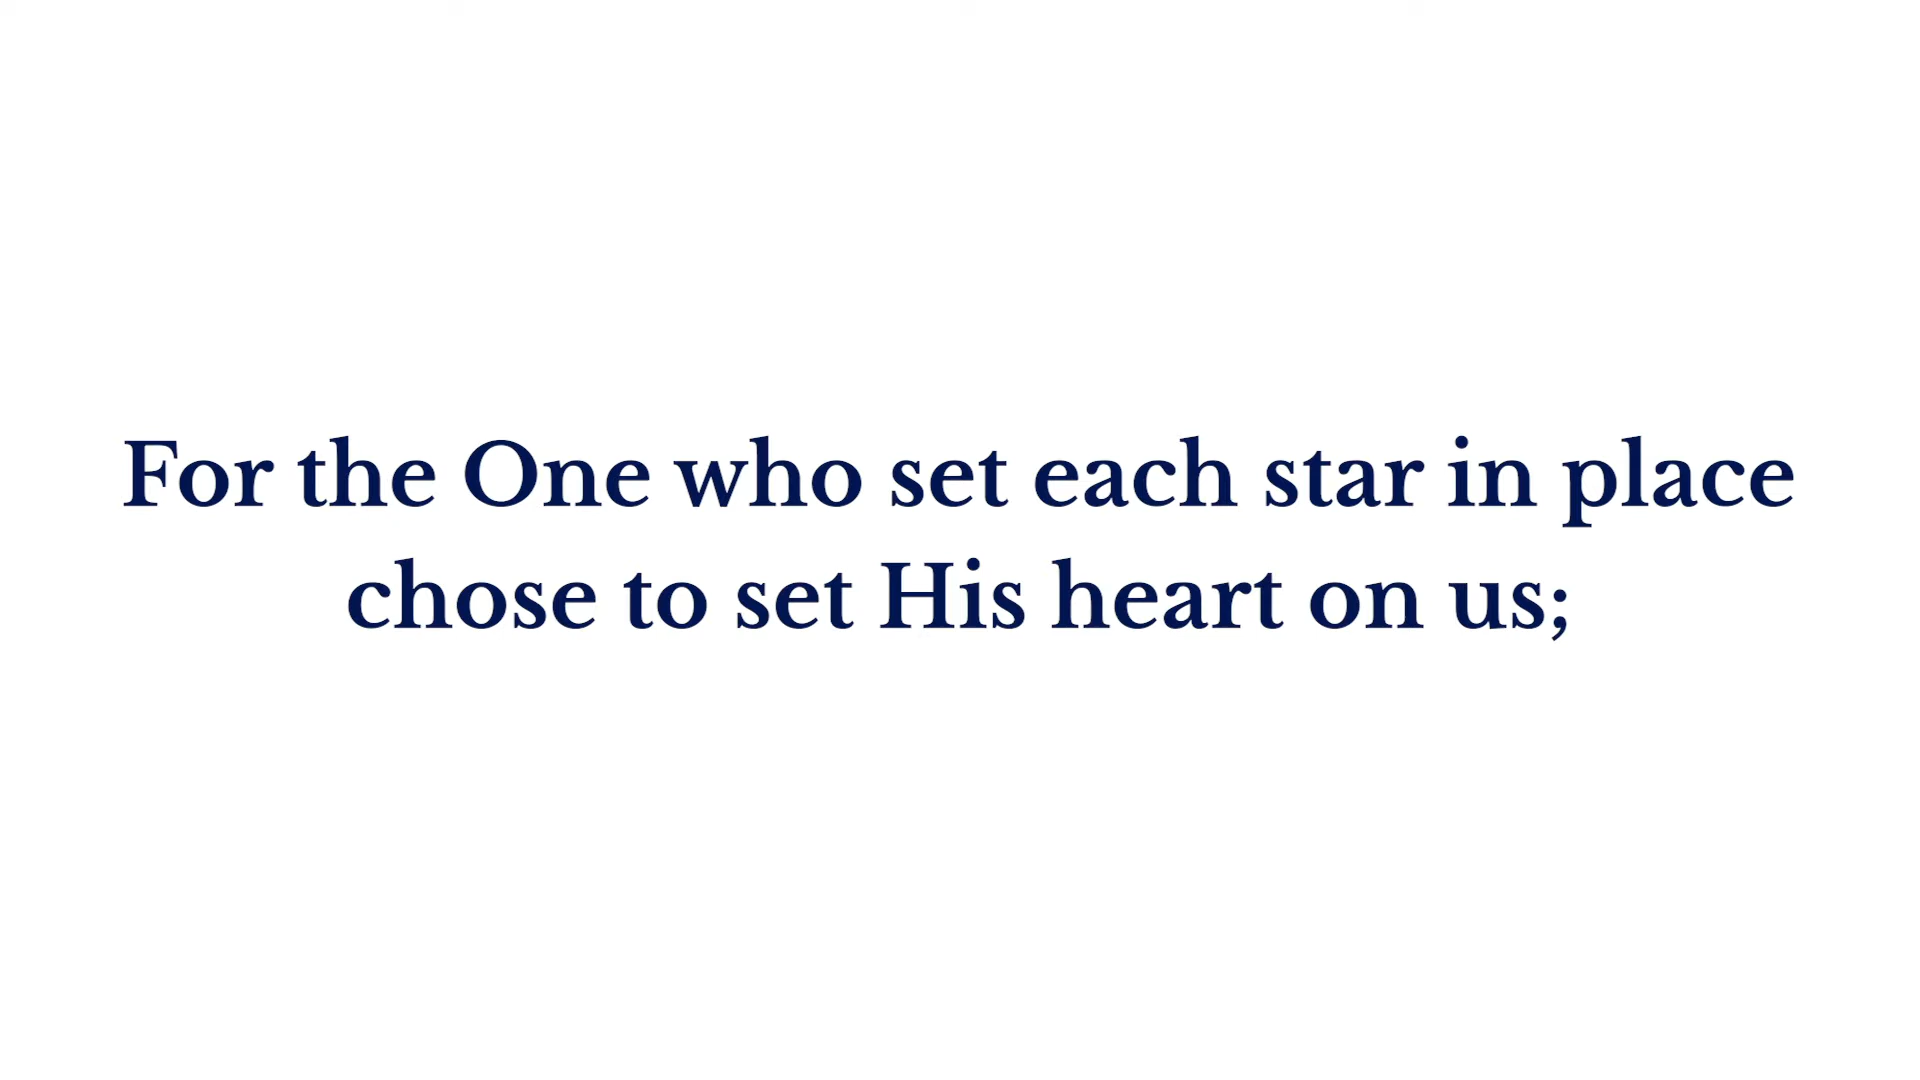 For the One who set each star in place
chose to set His heart on us;